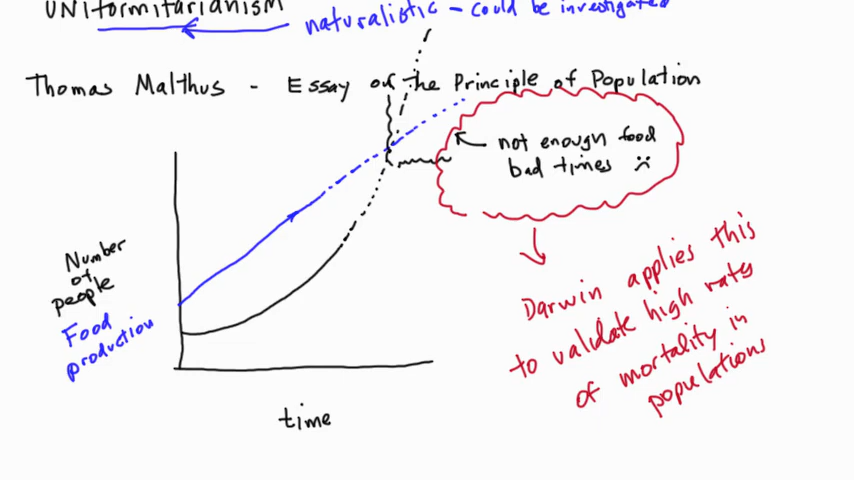 UNIformitarianism
naturalistic - could be investigated
Thomas Malthus - Essay on the Principle of Population
not enough food
bad times
Number
of
people
Food
production
time
Darwin applies this
to validate high rates
of mortality in
populations